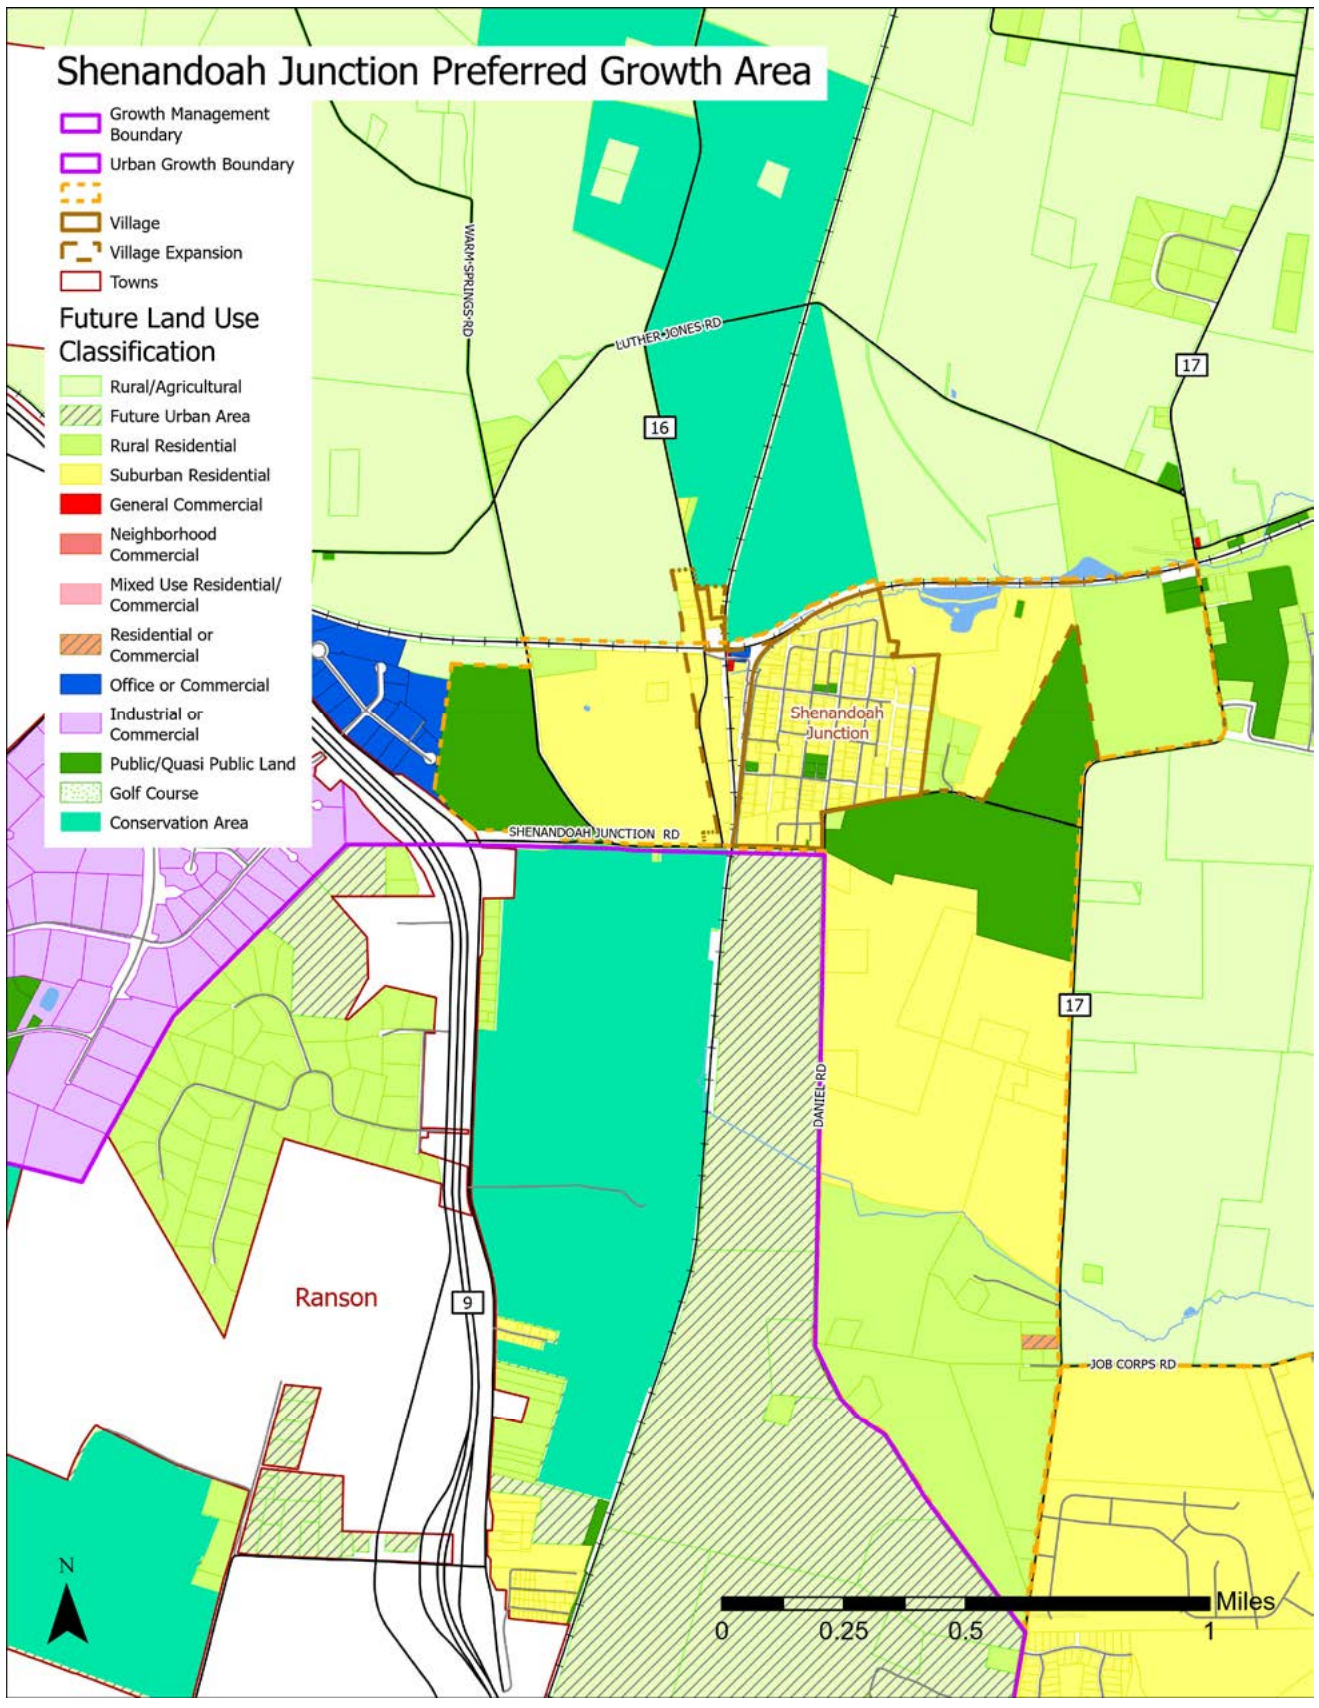 Shenandoah Junction Preferred Growth Area
Growth Management
Boundary
Urban Growth Boundary
Village
Village Expansion
Towns
Future Land Use
Classification
Rural/Agricultural
Future Urban Area
Rural Residential
Suburban Residential
General Commercial
Neighborhood
Commercial
Mixed Use Residential/
Commercial
Residential or
Commercial
Office or Commercial
Industrial or
Commercial
Public/Quasi Public Land
Golf Course
Conservation Area
WARM SPRINGS RD
LUTHER JONES RD
17
16
Shenandoah
Junction
SHENANDOAH JUNCTION RD
17
DANIEL RD
Ranson
9
JOB CORPS RD
N
Miles
0
0.25
0.5
1